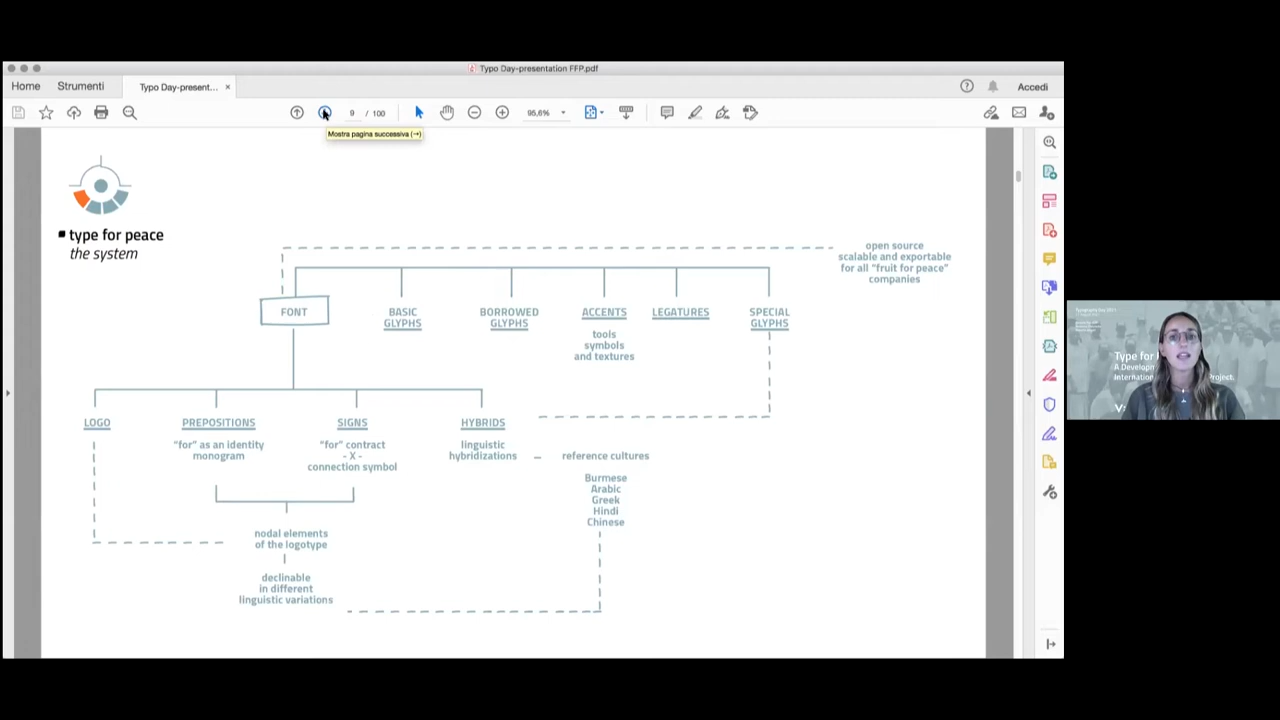 Typo Day-presentation FFP.pdf
Home
Strumenti
Typo Day-present... ×
Accedi
9 / 100
95,6%
Mostra pagina successiva (→)
type for peace
the system
open source
scalable and exportable
for all "fruit for peace"
companies
FONT
BASIC
GLYPHS
BORROWED
GLYPHS
ACCENTS
tools
symbols
and textures
LEGATURES
SPECIAL
GLYPHS
LOGO
PREPOSITIONS
"for" as an identity
monogram
SIGNS
"for" contract
- X -
connection symbol
HYBRIDS
linguistic
hybridizations
reference cultures
Burmese
Arabic
Greek
Hindi
Chinese
nodal elements
of the logotype
declinable
in different
linguistic variations
Type for
A Developm
Internation
Project.